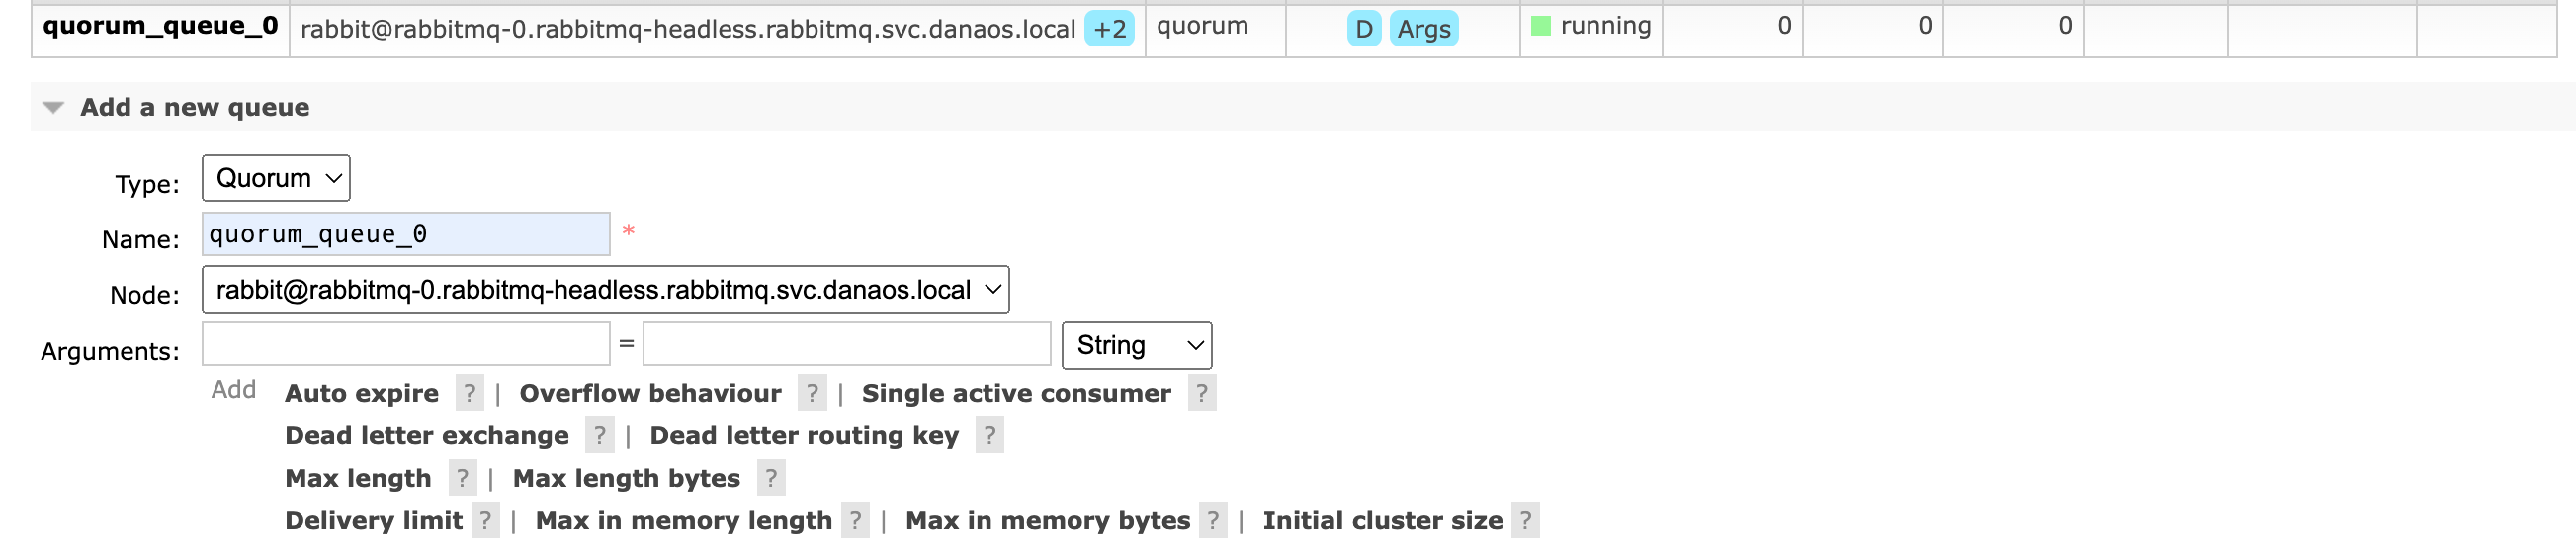 quorum_queue_0 rabbit@rabbitmq-0.rabbitmq-headless.rabbitmq.svc.danaos.local +2 quorum D Args running 0 0 0
Add a new queue
Type: Quorum
Name: quorum_queue_0 *
Node: rabbit@rabbitmq-0.rabbitmq-headless.rabbitmq.svc.danaos.local
Arguments: = String
Add Auto expire ? | Overflow behaviour ? | Single active consumer ?
Dead letter exchange ? | Dead letter routing key ?
Max length ? | Max length bytes ?
Delivery limit ? | Max in memory length ? | Max in memory bytes ? | Initial cluster size ?